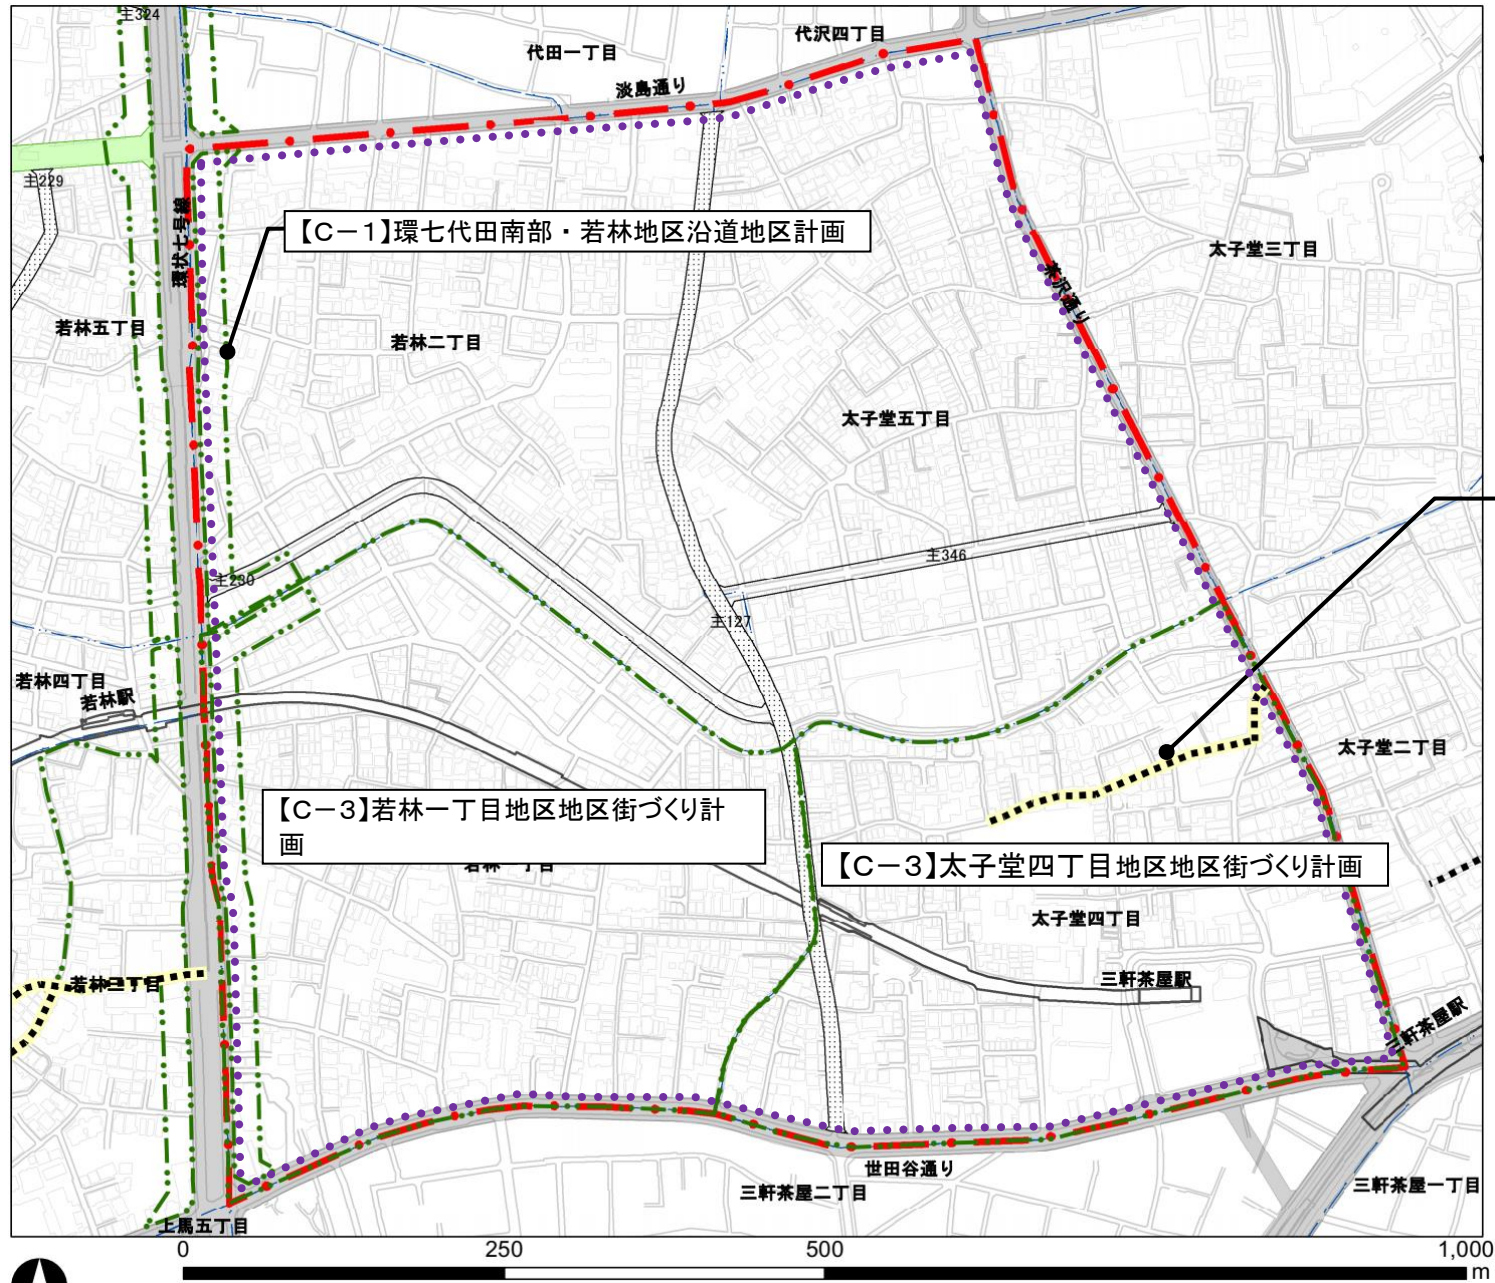 主324
代沢四丁目
代田一丁目
淡島通り
主229
環状七号線
【C－1】環七代田南部・若林地区沿道地区計画
太子堂三丁目
茶沢通り
若林五丁目
若林二丁目
太子堂五丁目
主346
主230
主127
若林四丁目
若林駅
太子堂二丁目
【C－3】若林一丁目地区地区街づくり計
画
若林一丁目
【C－3】太子堂四丁目地区地区街づくり計画
太子堂四丁目
三軒茶屋駅
若林三丁目
三軒茶屋駅
世田谷通り
三軒茶屋二丁目
三軒茶屋一丁目
上馬五丁目
0 250 500 1,000
m